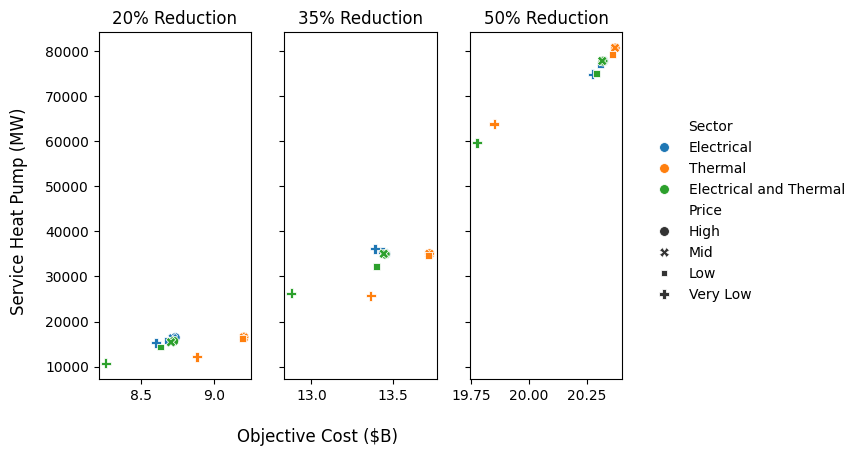 20% Reduction
35% Reduction
50% Reduction
Service Heat Pump (MW)
80000
70000
60000
50000
40000
30000
20000
10000
8.5
9.0
13.0
13.5
19.75
20.00
20.25
Objective Cost ($B)
Sector
Electrical
Thermal
Electrical and Thermal
Price
High
Mid
Low
Very Low